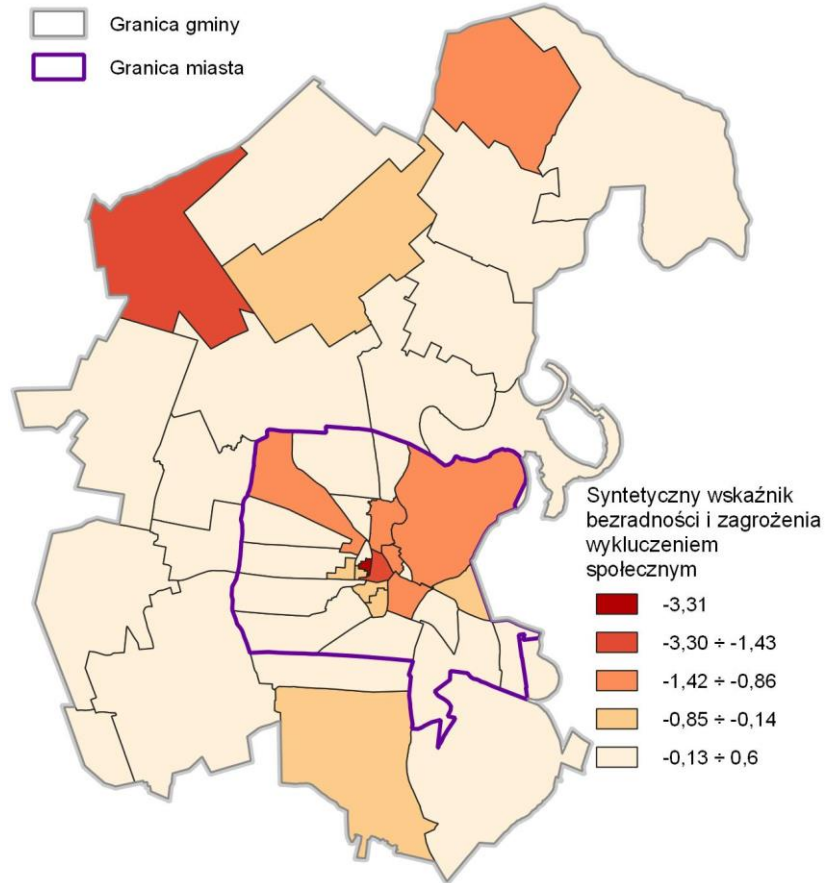 Granica gminy
Granica miasta
Syntetyczny wskaźnik
bezradności i zagrożenia
wykluczeniem
społecznym
-3,31
-3,30 ÷ -1,43
-1,42 ÷ -0,86
-0,85 ÷ -0,14
-0,13 ÷ 0,6